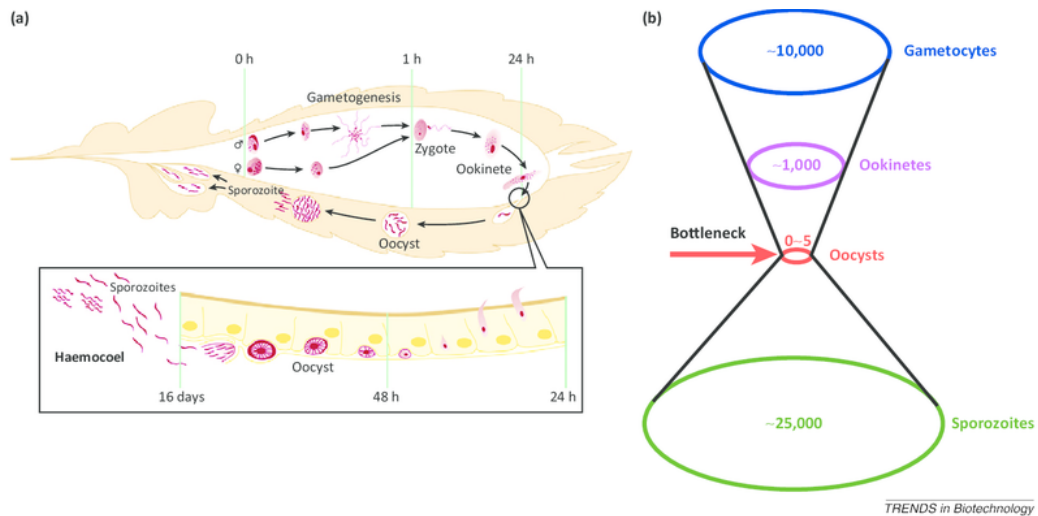 (a)
0 h
1 h
24 h
Gametogenesis
♂
♀
Zygote
Ookinete
Sporozoite
Oocyst
Sporozoites
Haemocoel
Oocyst
16 days
48 h
24 h
(b)
~10,000
Gametocytes
~1,000
Ookinetes
Bottleneck
0~5
Oocysts
~25,000
Sporozoites
TRENDS in Biotechnology